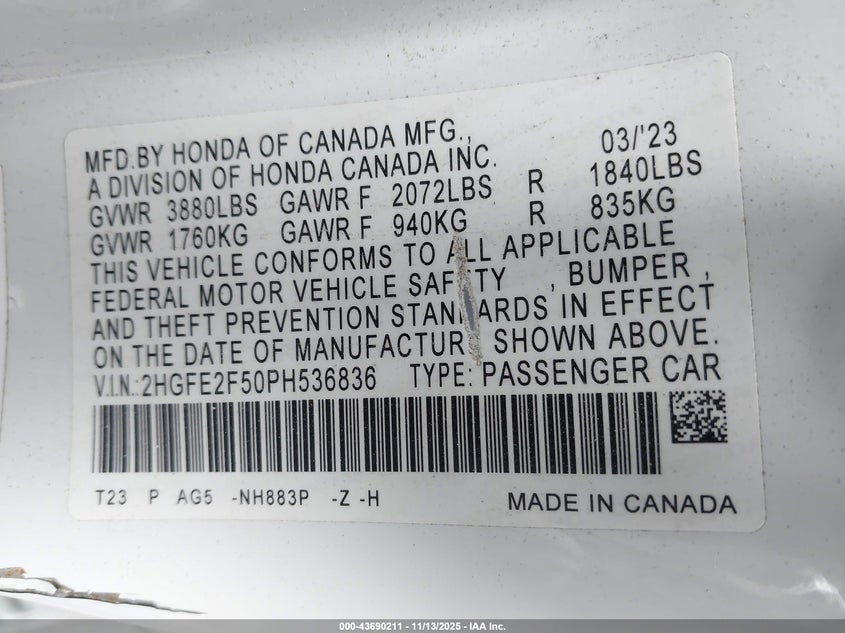 MFD.BY HONDA OF CANADA MFG., 03/'23
A DIVISION OF HONDA CANADA INC.
GVWR 3880LBS GAWR F 2072LBS R 1840LBS
GVWR 1760KG GAWR F 940KG R 835KG
THIS VEHICLE CONFORMS TO ALL APPLICABLE
FEDERAL MOTOR VEHICLE SAFETY , BUMPER ,
AND THEFT PREVENTION STANDARDS IN EFFECT
ON THE DATE OF MANUFACTURE SHOWN ABOVE.
V.I.N.:2HGFE2F50PH536836 TYPE: PASSENGER CAR
T23 P AG5 -NH883P -Z -H MADE IN CANADA
000-43690211 - 11/13/2025 - IAA Inc.